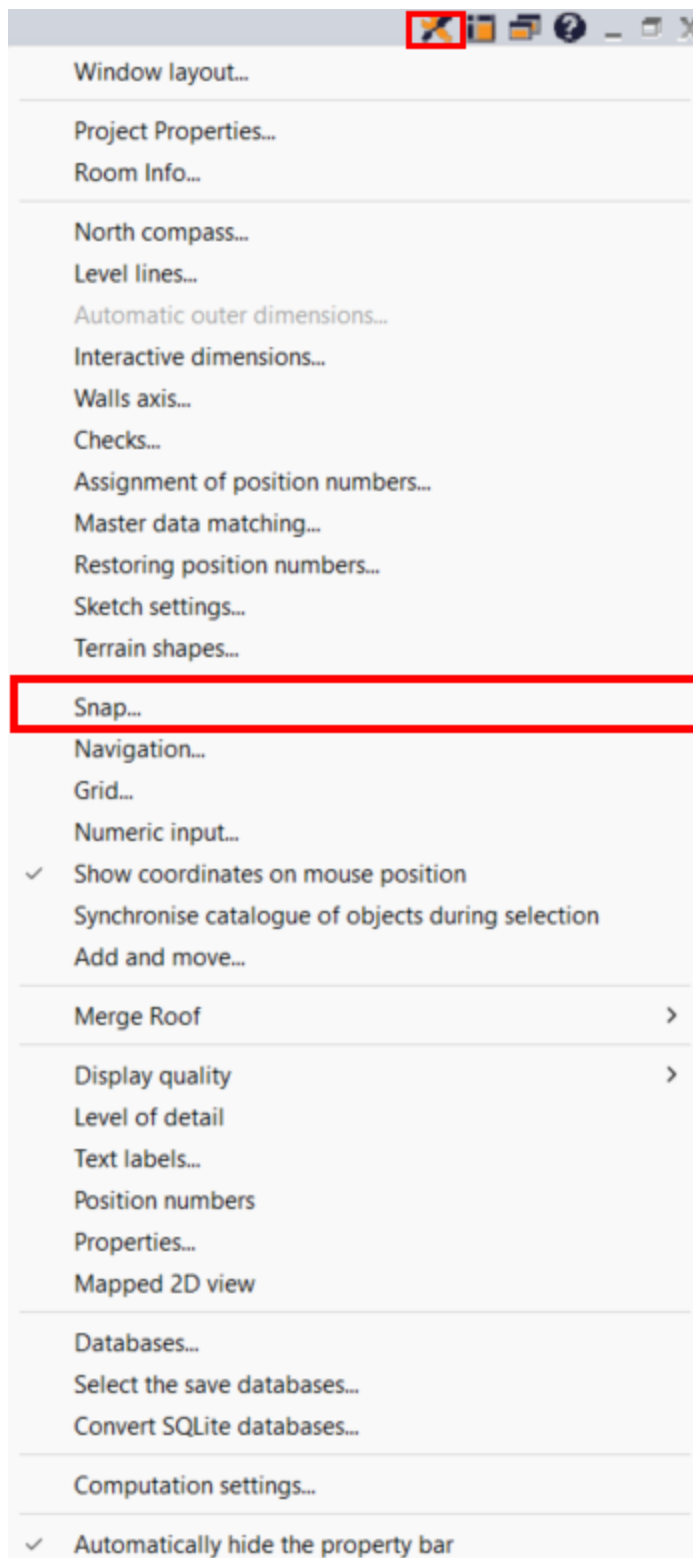 Window layout...
Project Properties...
Room Info...
North compass...
Level lines...
Automatic outer dimensions...
Interactive dimensions...
Walls axis...
Checks...
Assignment of position numbers...
Master data matching...
Restoring position numbers...
Sketch settings...
Terrain shapes...
Snap...
Navigation...
Grid...
Numeric input...
Show coordinates on mouse position
Synchronise catalogue of objects during selection
Add and move...
Merge Roof
Display quality
Level of detail
Text labels...
Position numbers
Properties...
Mapped 2D view
Databases...
Select the save databases...
Convert SQLite databases...
Computation settings...
Automatically hide the property bar